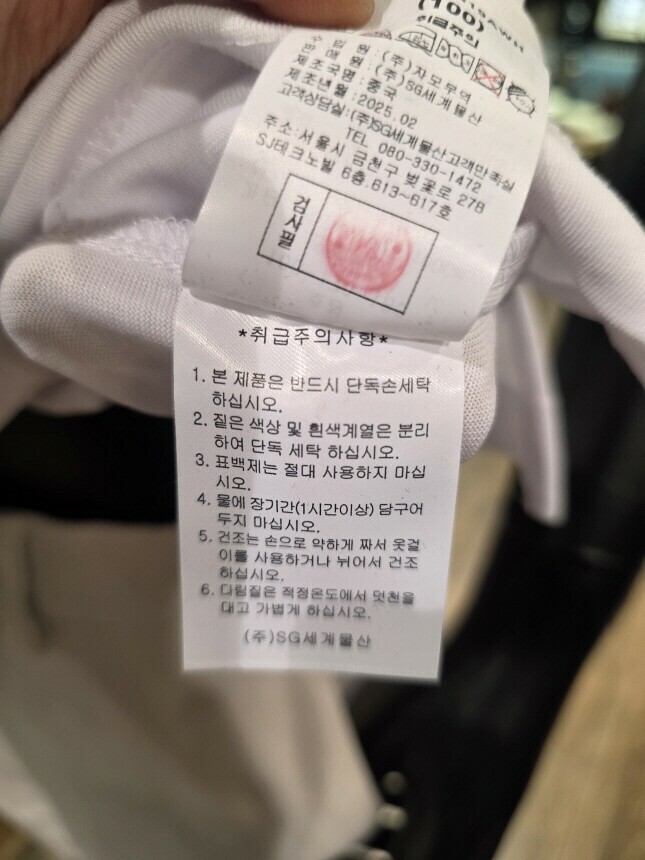 (100)
취급주의
수 입 원 :(주)지모무역
판 매 원 :(주)SG세계물산
제조국명 :중국
제조년월 :2025.02
고객상담실:(주)SG세계물산고객만족실
TEL 080-330-1472
주소:서울시 금천구 벚꽃로 278
SJ테크노빌 6층,613~617호
검사필
*취급주의사항*
1. 본 제품은 반드시 단독손세탁
하십시오.
2. 짙은 색상 및 흰색계열은 분리
하여 단독 세탁 하십시오.
3. 표백제는 절대 사용하지 마십
시오.
4. 물에 장기간(1시간이상) 담구어
두지 마십시오.
5. 건조는 손으로 약하게 짜서 옷걸
이를 사용하거나 뉘어서 건조
하십시오.
6. 다림질은 적정온도에서 덧천을
대고 가볍게 하십시오.
(주)SG세계물산